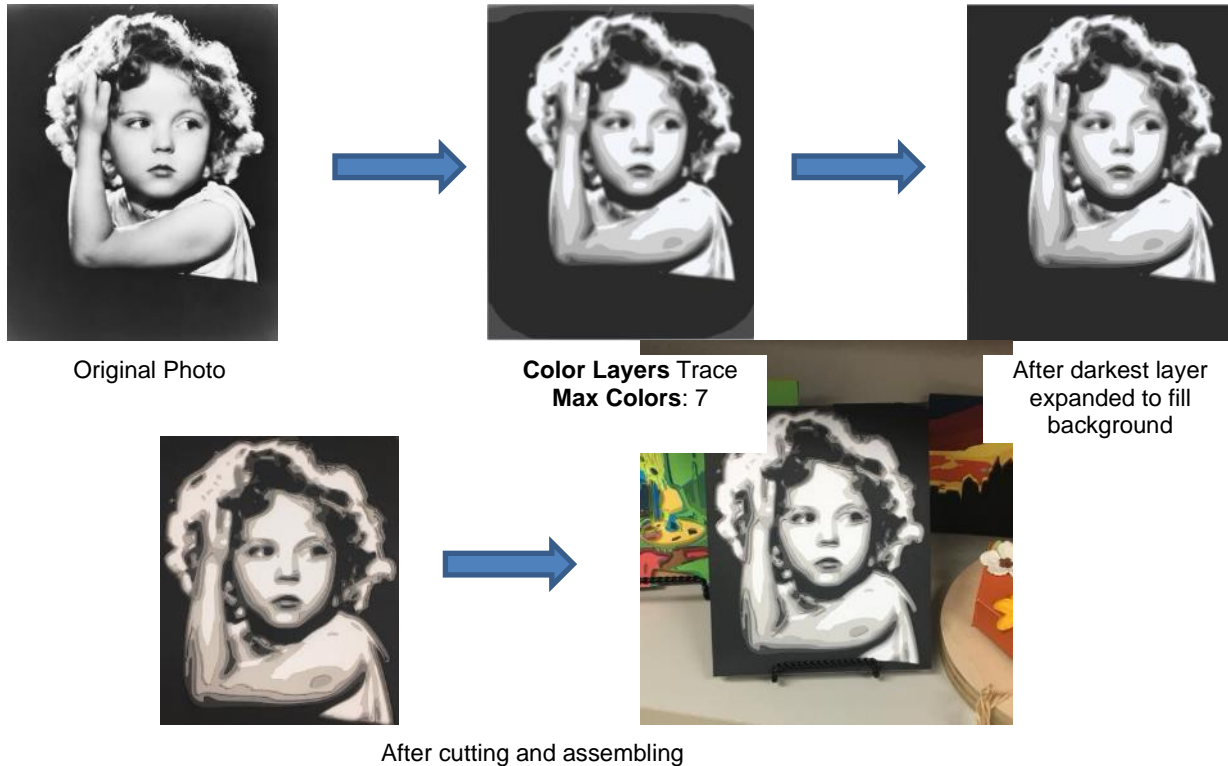 Original Photo
Color Layers Trace
Max Colors: 7
After darkest layer
expanded to fill
background
After cutting and assembling